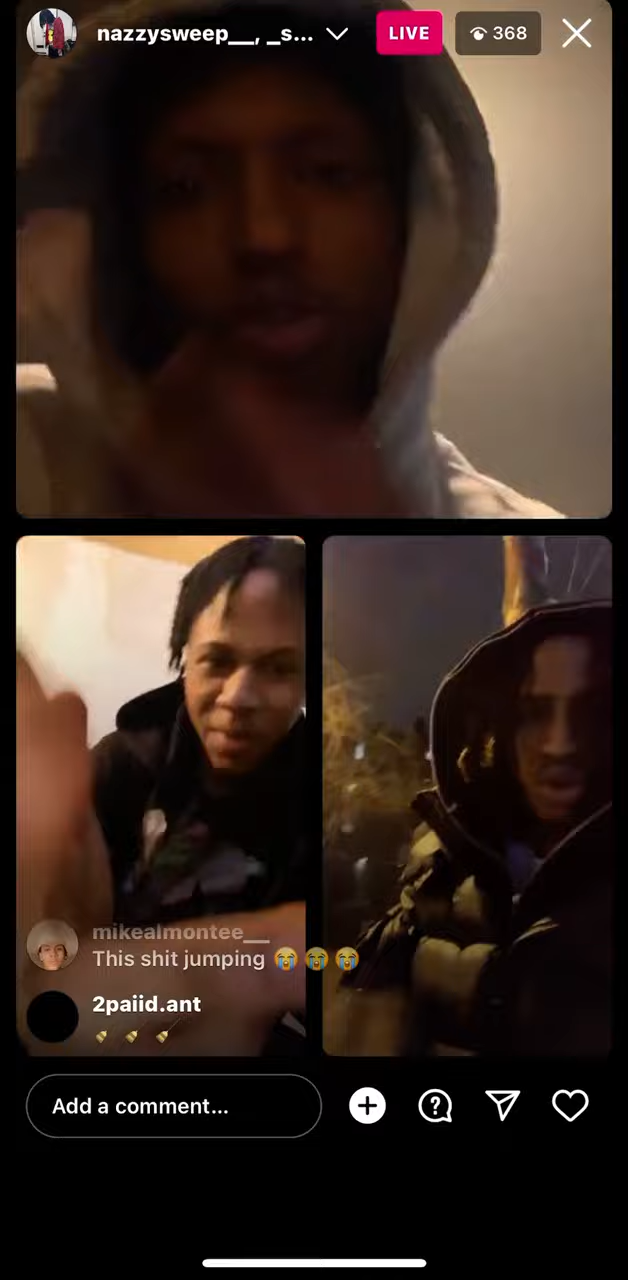 nazzysweep__, _s...
LIVE
368
mikealmontee__
This shit jumping 😭😭😭
2paiid.ant
🧹 🧹 🧹
Add a comment...